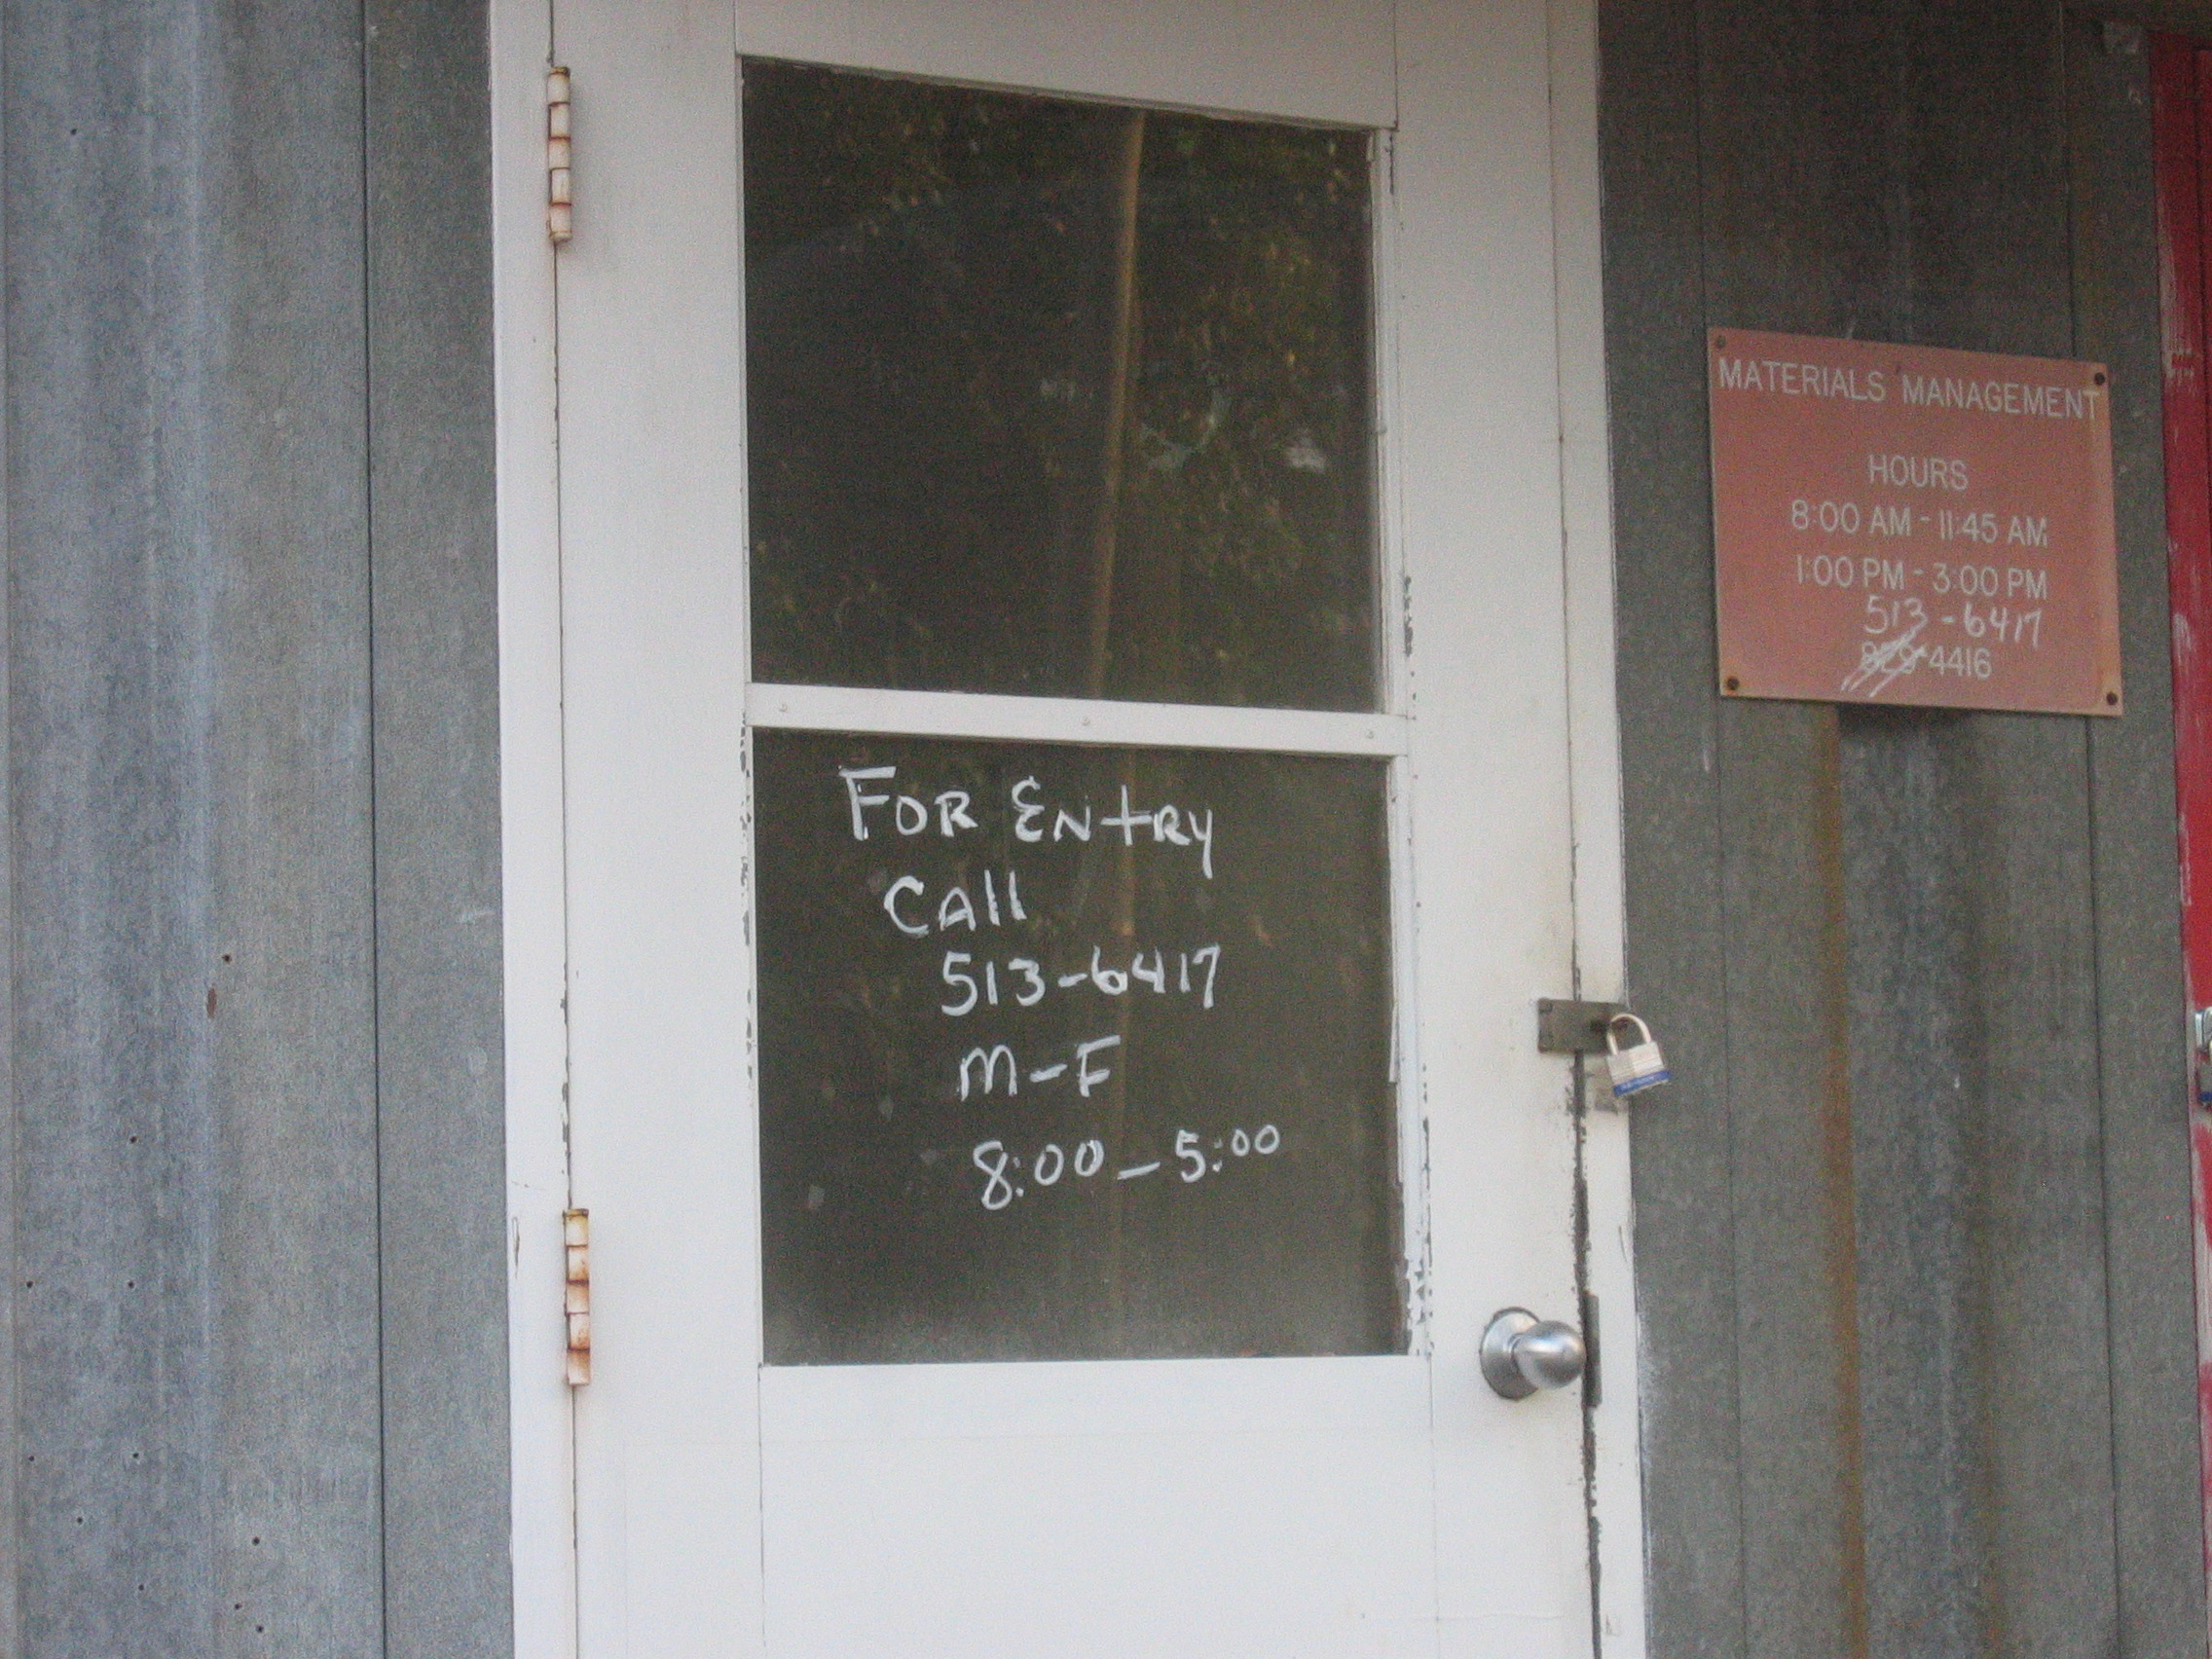 For Entry
Call
513-6417
M-F
8:00-5:00
MATERIALS MANAGEMENT
HOURS
8:00 AM - 11:45 AM
1:00 PM - 3:00 PM
513-6417
4416